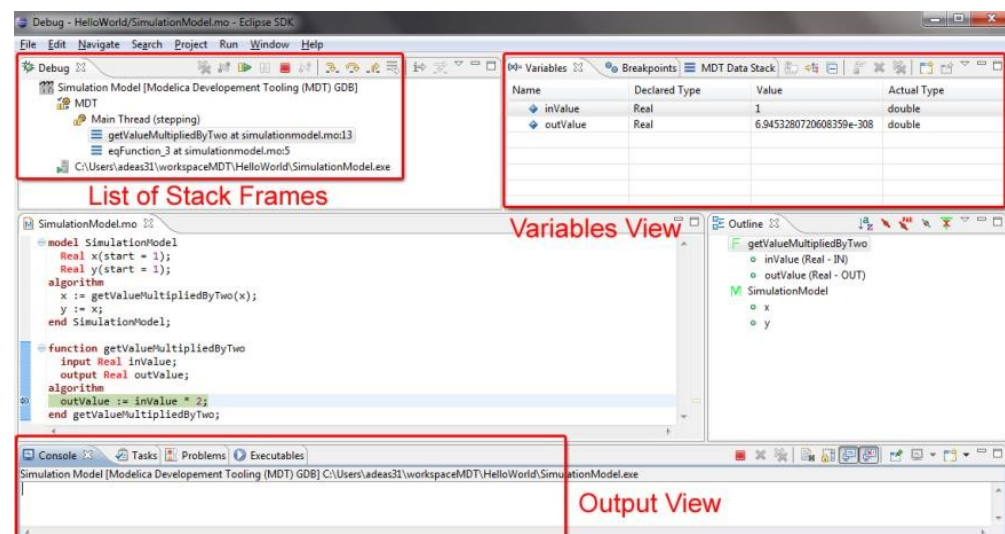 Debug - HelloWorld/SimulationModel.mo - Eclipse SDK
File Edit Navigate Search Project Run Window Help
Debug
Simulation Model [Modelica Developement Tooling (MDT) GDB]
MDT
Main Thread (stepping)
getValueMultipliedByTwo at simulationmodel.mo:13
eqFunction_3 at simulationmodel.mo:5
C:\Users\adeas31\workspaceMDT\HelloWorld\SimulationModel.exe
List of Stack Frames
(x)= Variables Breakpoints MDT Data Stack
Name Declared Type Value Actual Type
inValue Real 1 double
outValue Real 6.9453280720608359e-308 double
Variables View
SimulationModel.mo
model SimulationModel
Real x(start = 1);
Real y(start = 1);
algorithm
x := getValueMultipliedByTwo(x);
y := x;
end SimulationModel;
function getValueMultipliedByTwo
input Real inValue;
output Real outValue;
algorithm
outValue := inValue * 2;
end getValueMultipliedByTwo;
Outline
F getValueMultipliedByTwo
inValue (Real - IN)
outValue (Real - OUT)
M SimulationModel
x
y
Console Tasks Problems Executables
Simulation Model [Modelica Developement Tooling (MDT) GDB] C:\Users\adeas31\workspaceMDT\HelloWorld\SimulationModel.exe
Output View